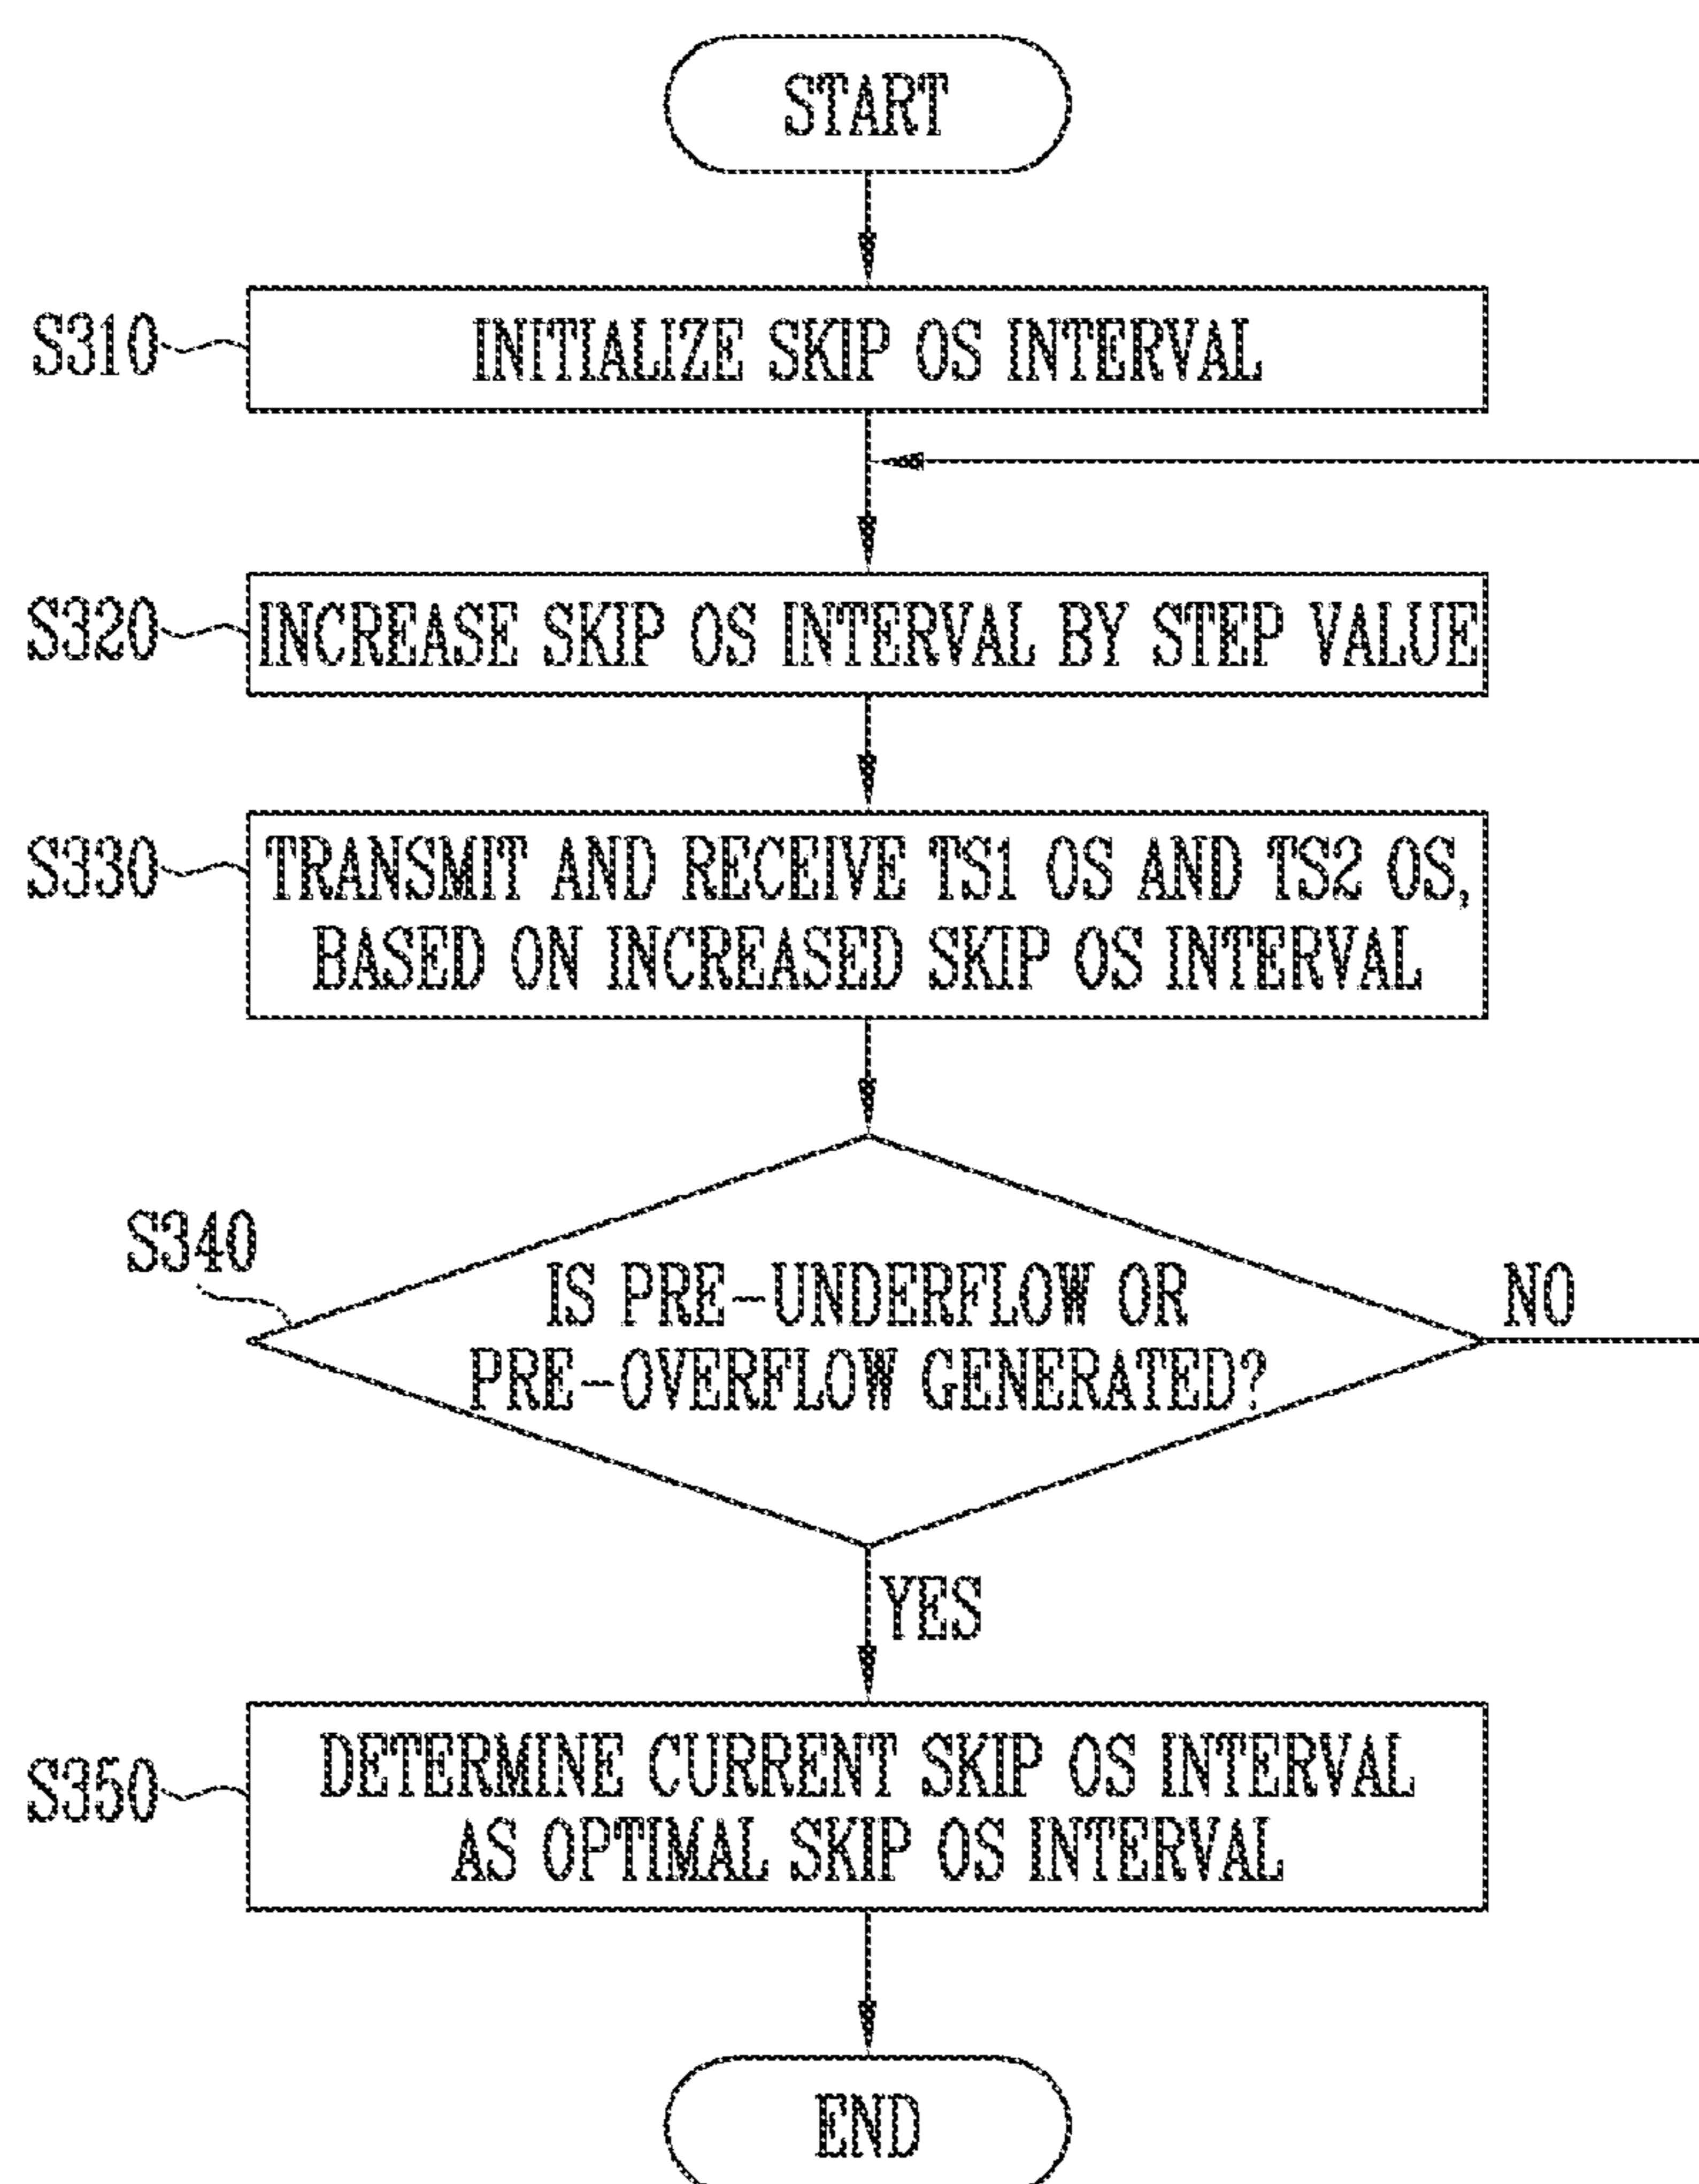 START
S310
INITIALIZE SKIP OS INTERVAL
S320
INCREASE SKIP OS INTERVAL BY STEP VALUE
S330
TRANSMIT AND RECEIVE TS1 OS AND TS2 OS,
BASED ON INCREASED SKIP OS INTERVAL
S340
IS PRE-UNDERFLOW OR
PRE-OVERFLOW GENERATED?
NO
YES
S350
DETERMINE CURRENT SKIP OS INTERVAL
AS OPTIMAL SKIP OS INTERVAL
END